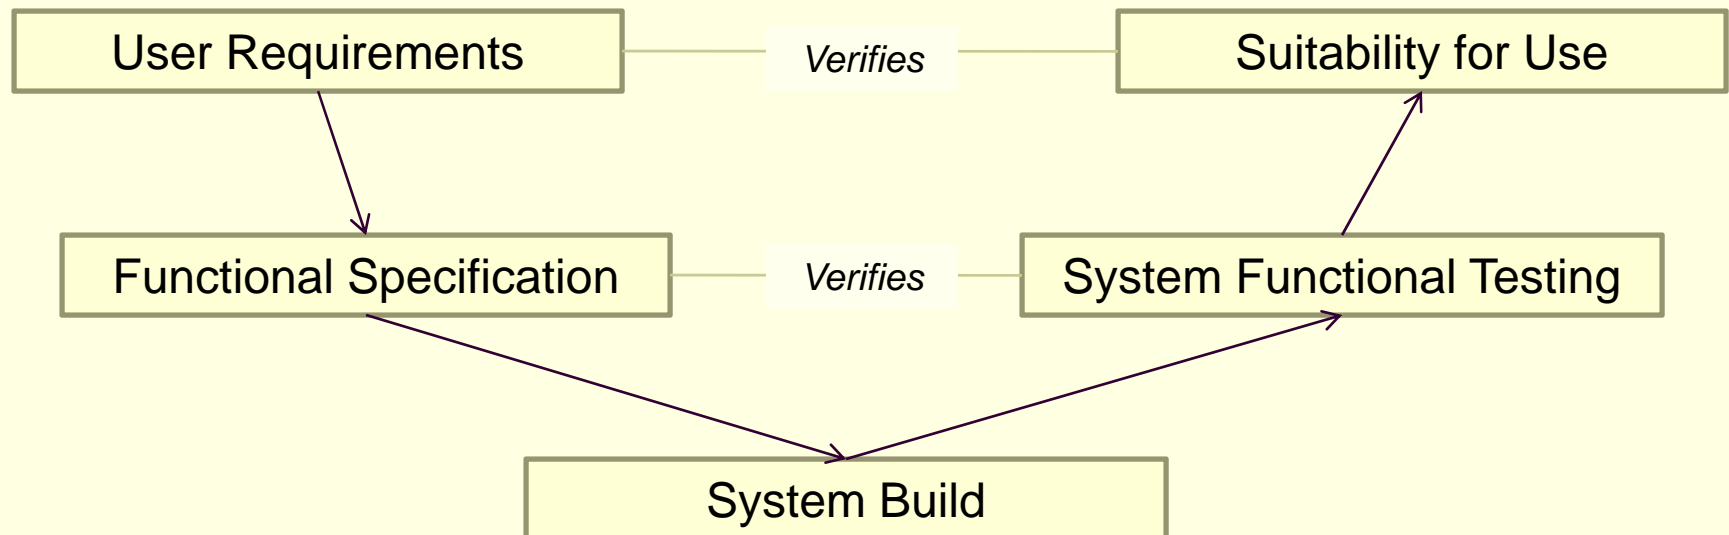 User Requirements
Verifies
Suitability for Use
Functional Specification
Verifies
System Functional Testing
System Build